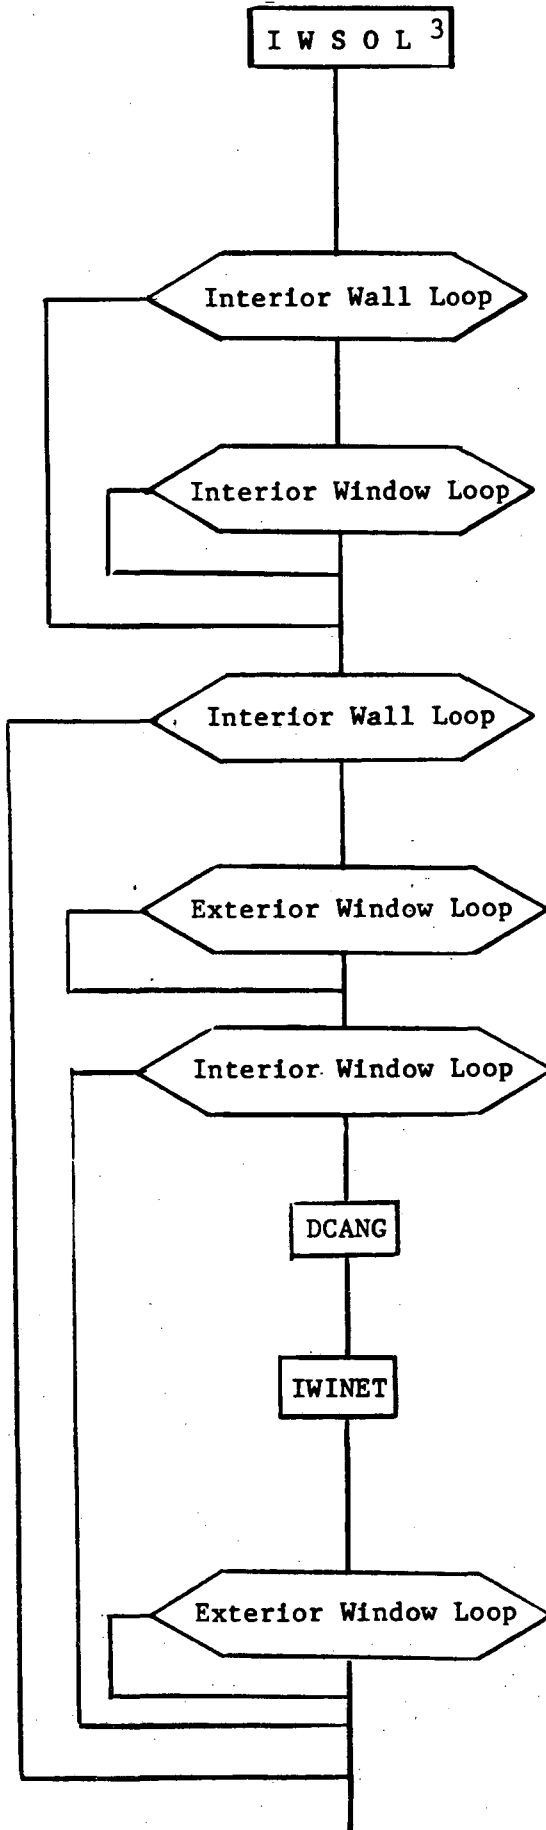 I W S O L 3
Interior Wall Loop
Interior Window Loop
Interior Wall Loop
Exterior Window Loop
Interior Window Loop
DCANG
IWINET
Exterior Window Loop